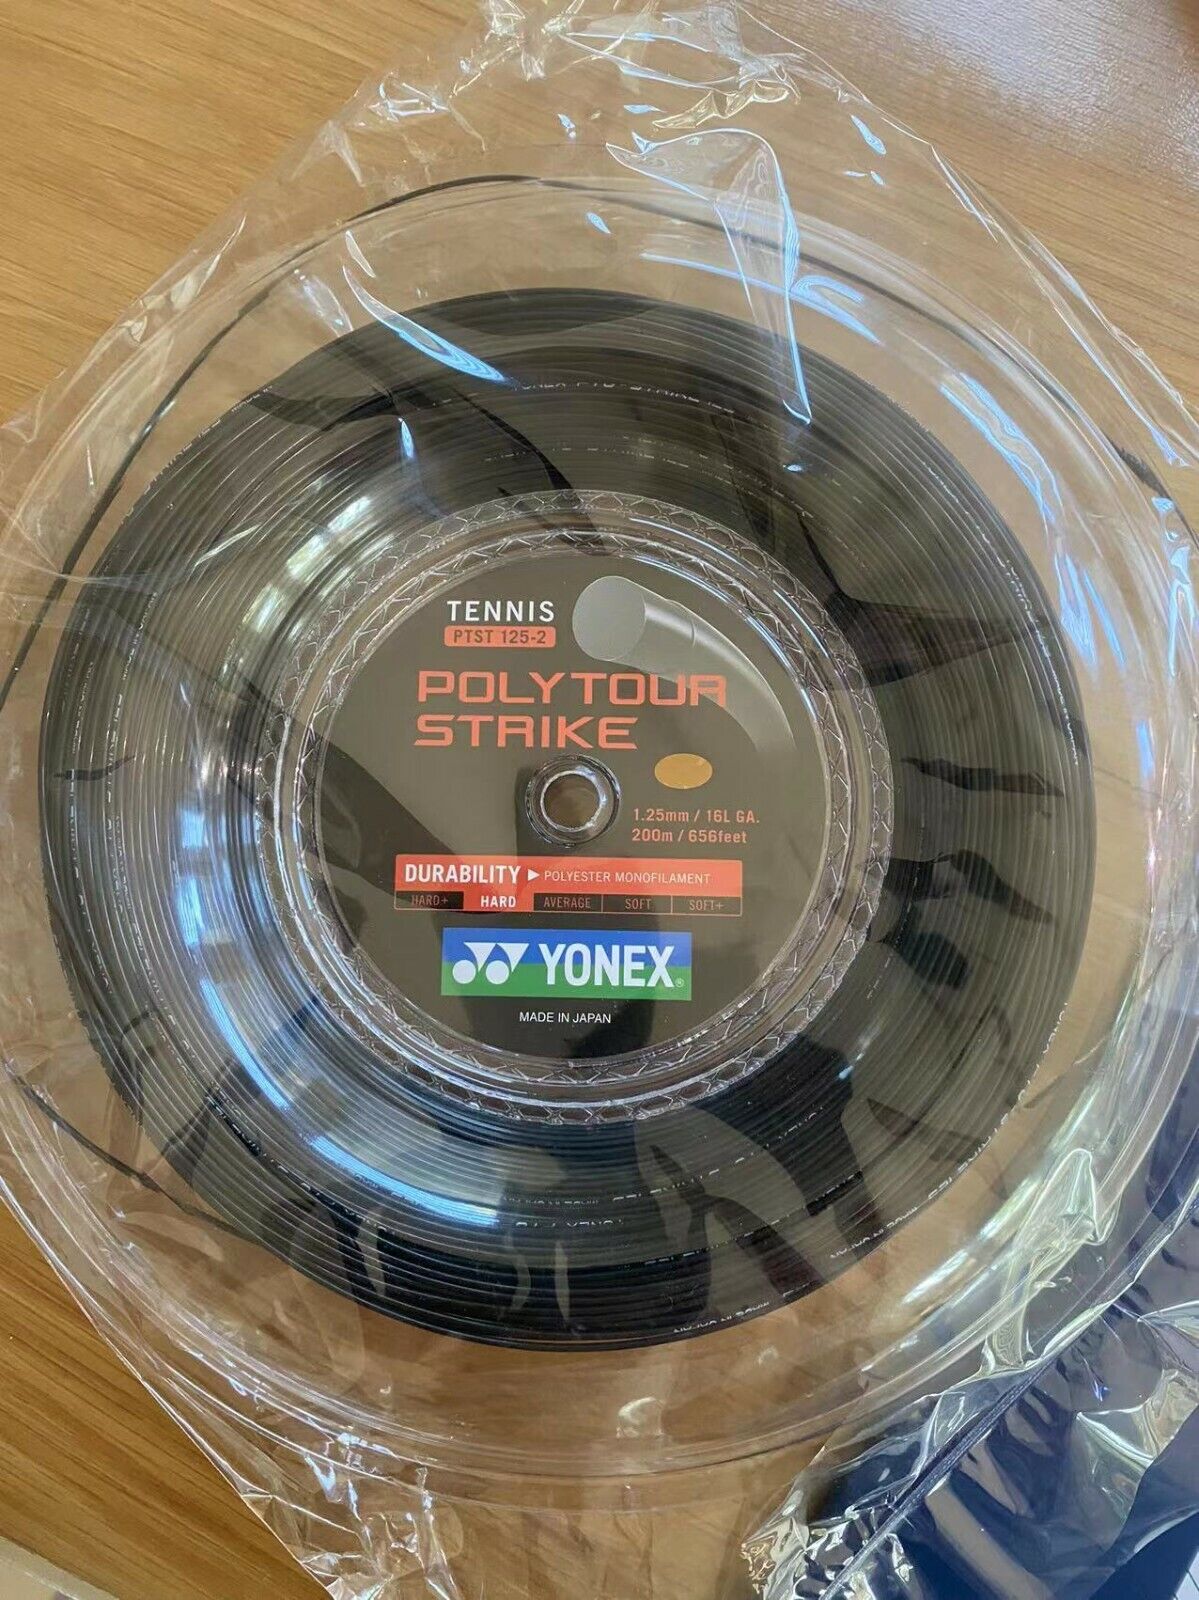 TENNIS
PTST 125-2
POLYTOUR
STRIKE
1.25mm / 16L GA.
200m / 656feet
DURABILITY ▶ POLYESTER MONOFILAMENT
HARD+ HARD AVERAGE SOFT SOFT+
YONEX®
MADE IN JAPAN